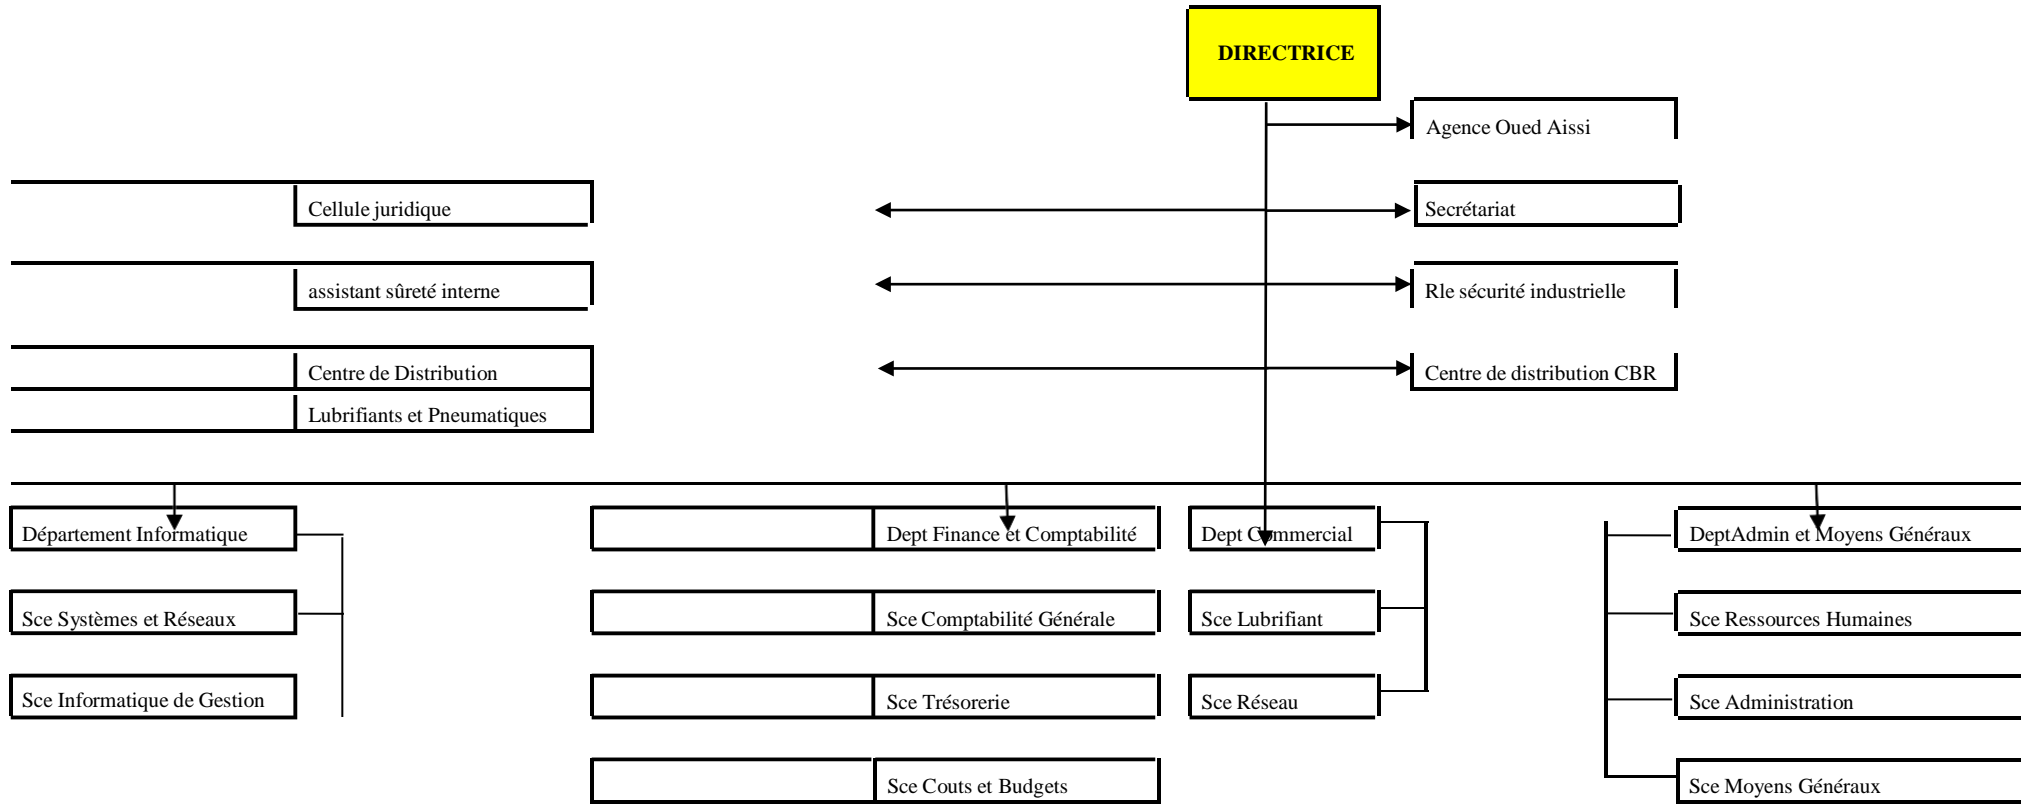 DIRECTRICE
Agence Oued Aissi
Cellule juridique
Secrétariat
assistant sûreté interne
Rle sécurité industrielle
Centre de Distribution
Centre de distribution CBR
Lubrifiants et Pneumatiques
Département Informatique
Dept Finance et Comptabilité
Dept Commercial
DeptAdmin et Moyens Généraux
Sce Systèmes et Réseaux
Sce Comptabilité Générale
Sce Lubrifiant
Sce Ressources Humaines
Sce Informatique de Gestion
Sce Trésorerie
Sce Réseau
Sce Administration
Sce Couts et Budgets
Sce Moyens Généraux